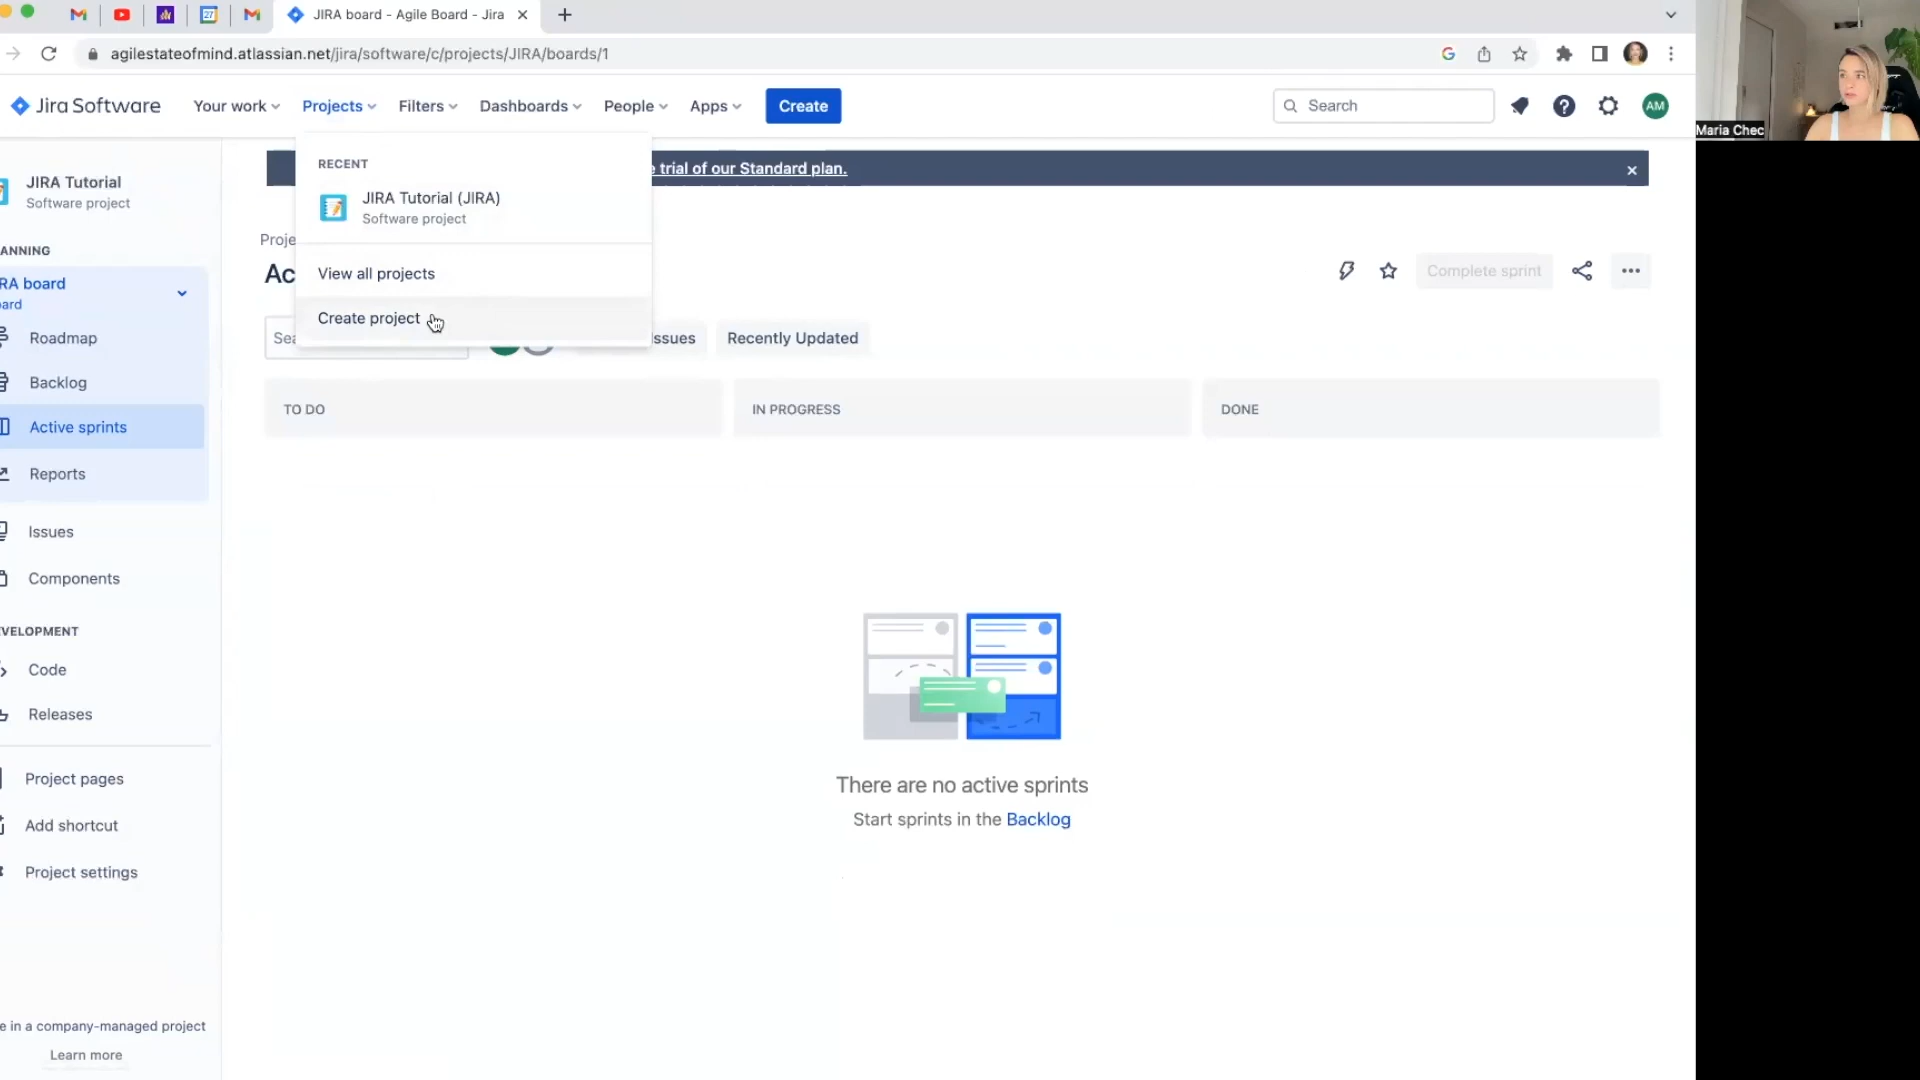 27
JIRA board - Agile Board - Jira
agilestateofmind.atlassian.net/jira/software/c/projects/JIRA/boards/1
Jira Software
Your work
Projects
Filters
Dashboards
People
Apps
Create
Search
AM
Maria Chec
RECENT
JIRA Tutorial (JIRA)
Software project
View all projects
Create project
e trial of our Standard plan.
JIRA Tutorial
Software project
ANNING
RA board
oard
Roadmap
Backlog
Active sprints
Reports
Issues
Components
VELOPMENT
Code
Releases
Project pages
Add shortcut
Project settings
e in a company-managed project
Learn more
Proje
Ac
Complete sprint
Sea
ssues
Recently Updated
TO DO
IN PROGRESS
DONE
There are no active sprints
Start sprints in the Backlog